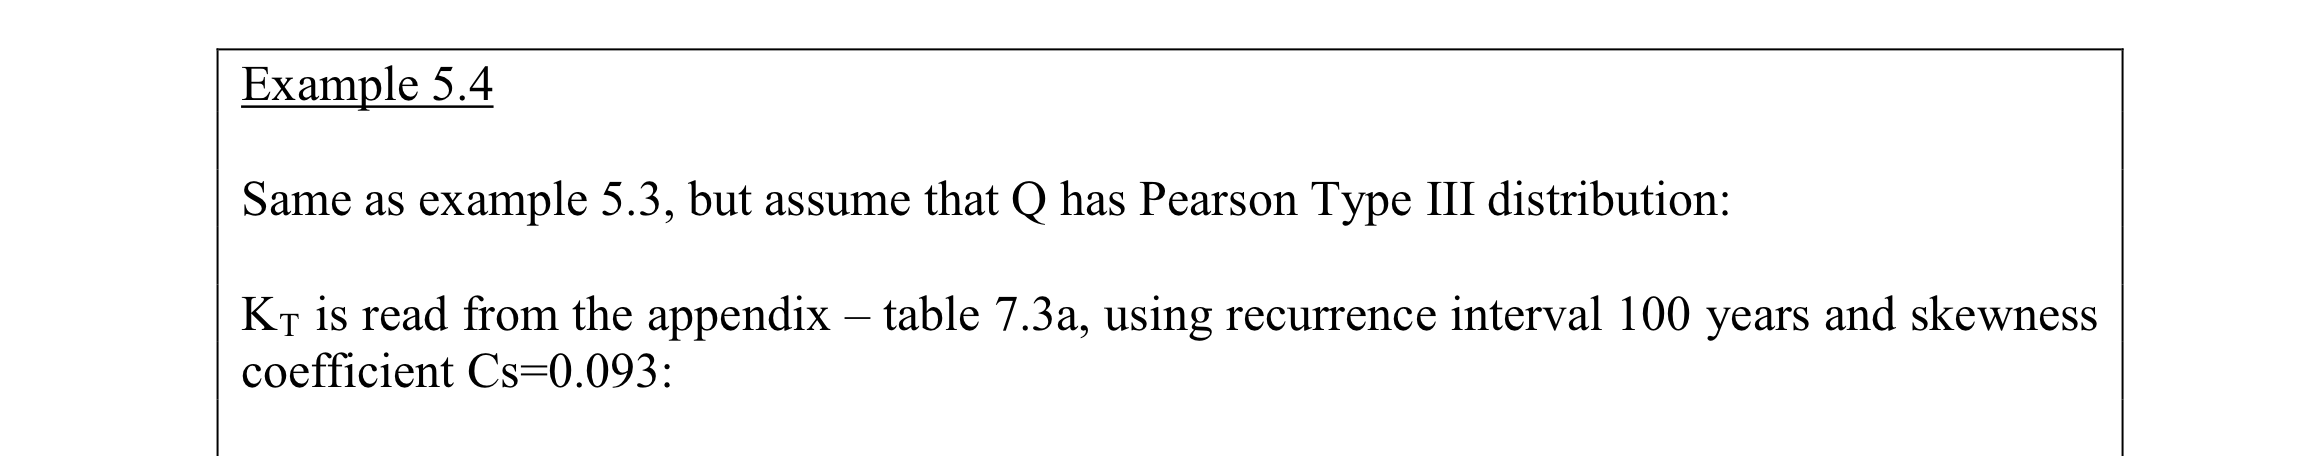 Example 5.4
Same as example 5.3, but assume that Q has Pearson Type III distribution:
K_T is read from the appendix – table 7.3a, using recurrence interval 100 years and skewness
coefficient Cs=0.093: